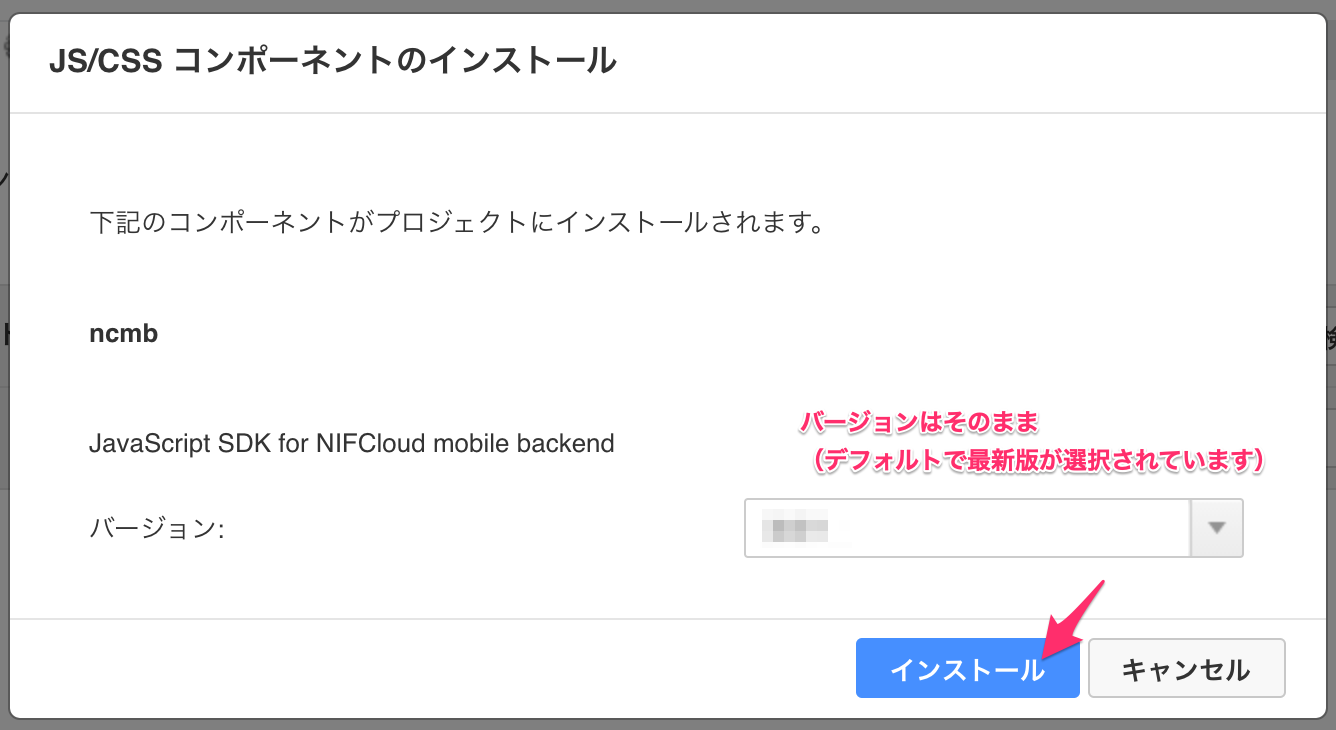 JS/CSS コンポーネントのインストール
下記のコンポーネントがプロジェクトにインストールされます。
ncmb
JavaScript SDK for NIFCloud mobile backend
バージョンはそのまま
（デフォルトで最新版が選択されています）
バージョン:
インストール
キャンセル